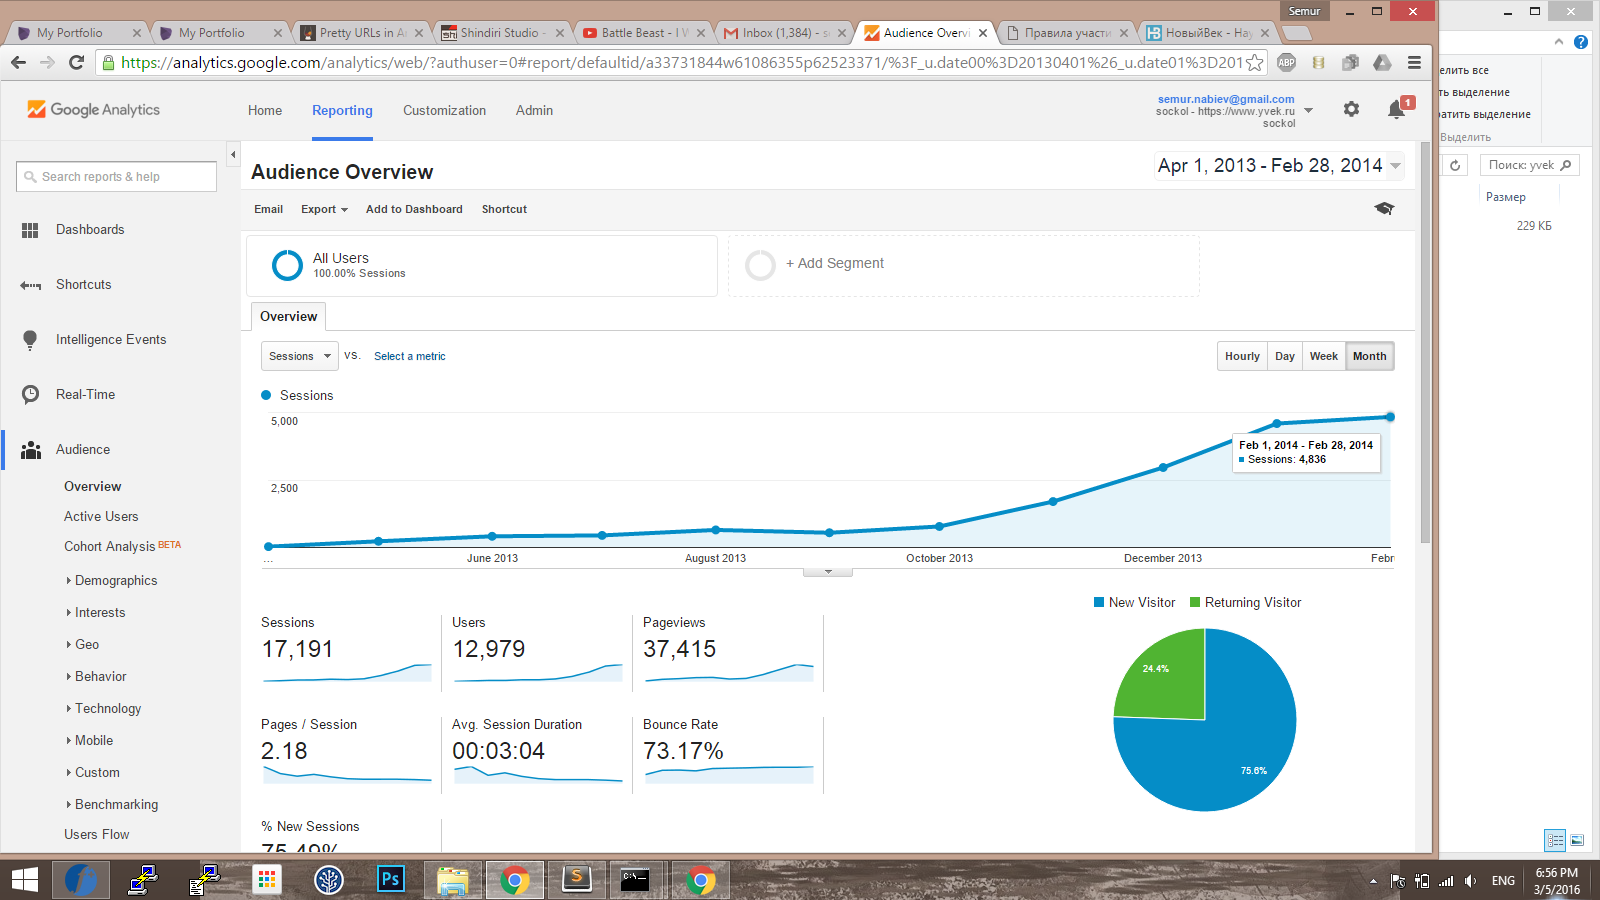 Semur
My Portfolio
My Portfolio
Pretty URLs in A
Shindiri Studio -
Battle Beast - I W
Inbox (1,384) - s
Audience Overvi
Правила участи
НовыйВек - Нау
https://analytics.google.com/analytics/web/?authuser=0#report/defaultid/a33731844w61086355p62523371/%3F_u.date00%3D20130401%26_u.date01%3D201
ABP
елить все
ть выделение
ратить выделение
Выделить
Поиск: yvek
Размер
229 КБ
Google Analytics
Home
Reporting
Customization
Admin
semur.nabiev@gmail.com
sockol - https://www.yvek.ru
sockol
1
Search reports & help
Audience Overview
Apr 1, 2013 - Feb 28, 2014
Email
Export
Add to Dashboard
Shortcut
Dashboards
Shortcuts
Intelligence Events
Real-Time
Audience
Overview
Active Users
Cohort Analysis BETA
Demographics
Interests
Geo
Behavior
Technology
Mobile
Custom
Benchmarking
Users Flow
All Users
100.00% Sessions
+ Add Segment
Overview
Sessions
VS.
Select a metric
Hourly
Day
Week
Month
Sessions
5,000
2,500
Feb 1, 2014 - Feb 28, 2014
Sessions: 4,836
...
June 2013
August 2013
October 2013
December 2013
Febr
Sessions
17,191
Users
12,979
Pageviews
37,415
Pages / Session
2.18
Avg. Session Duration
00:03:04
Bounce Rate
73.17%
% New Sessions
75.49%
New Visitor
Returning Visitor
24.4%
75.6%
Ps
S
C:\
ENG
6:56 PM
3/5/2016